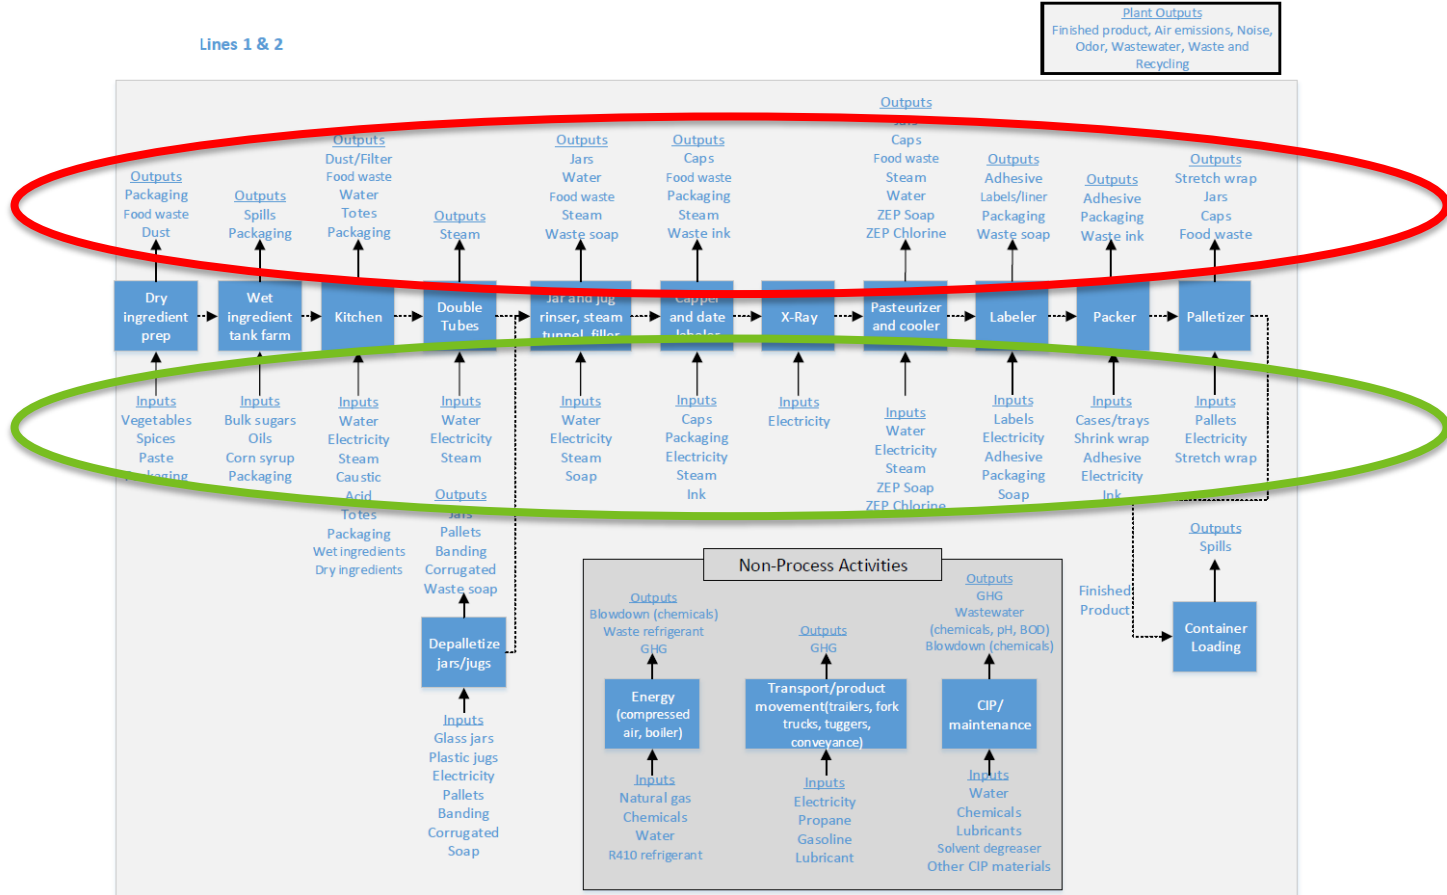 Lines 1 & 2
Plant Outputs
Finished product, Air emissions, Noise,
Odor, Wastewater, Waste and
Recycling
Outputs
Packaging
Food waste
Dust
Outputs
Spills
Packaging
Outputs
Dust/Filter
Food waste
Water
Totes
Packaging
Outputs
Steam
Outputs
Jars
Water
Food waste
Steam
Waste soap
Outputs
Caps
Food waste
Packaging
Steam
Waste ink
Outputs
Caps
Food waste
Steam
Water
ZEP Soap
ZEP Chlorine
Outputs
Adhesive
Labels/liner
Packaging
Waste soap
Outputs
Adhesive
Packaging
Waste ink
Outputs
Stretch wrap
Jars
Caps
Food waste
Dry
ingredient
prep
Wet
ingredient
tank farm
Kitchen
Double
Tubes
Jar and jug
rinser, steam
tunnel, filler
Capper
and date
labeler
X-Ray
Pasteurizer
and cooler
Labeler
Packer
Palletizer
Inputs
Vegetables
Spices
Paste
Packaging
Inputs
Bulk sugars
Oils
Corn syrup
Packaging
Inputs
Water
Electricity
Steam
Caustic
Acid
Totes
Packaging
Wet ingredients
Dry ingredients
Inputs
Water
Electricity
Steam
Inputs
Water
Electricity
Steam
Soap
Inputs
Caps
Packaging
Electricity
Steam
Ink
Inputs
Electricity
Inputs
Water
Electricity
Steam
ZEP Soap
ZEP Chlorine
Inputs
Labels
Electricity
Adhesive
Packaging
Soap
Inputs
Cases/trays
Shrink wrap
Adhesive
Electricity
Ink
Inputs
Pallets
Electricity
Stretch wrap
Outputs
Jars
Pallets
Banding
Corrugated
Waste soap
Depalletize
jars/jugs
Inputs
Glass jars
Plastic jugs
Electricity
Pallets
Banding
Corrugated
Soap
Non-Process Activities
Outputs
Blowdown (chemicals)
Waste refrigerant
GHG
Energy
(compressed
air, boiler)
Inputs
Natural gas
Chemicals
Water
R410 refrigerant
Outputs
GHG
Transport/product
movement(trailers, fork
trucks, tuggers,
conveyance)
Inputs
Electricity
Propane
Gasoline
Lubricant
Outputs
GHG
Wastewater
(chemicals, pH, BOD)
Blowdown (chemicals)
CIP/
maintenance
Inputs
Water
Chemicals
Lubricants
Solvent degreaser
Other CIP materials
Finished
Product
Outputs
Spills
Container
Loading